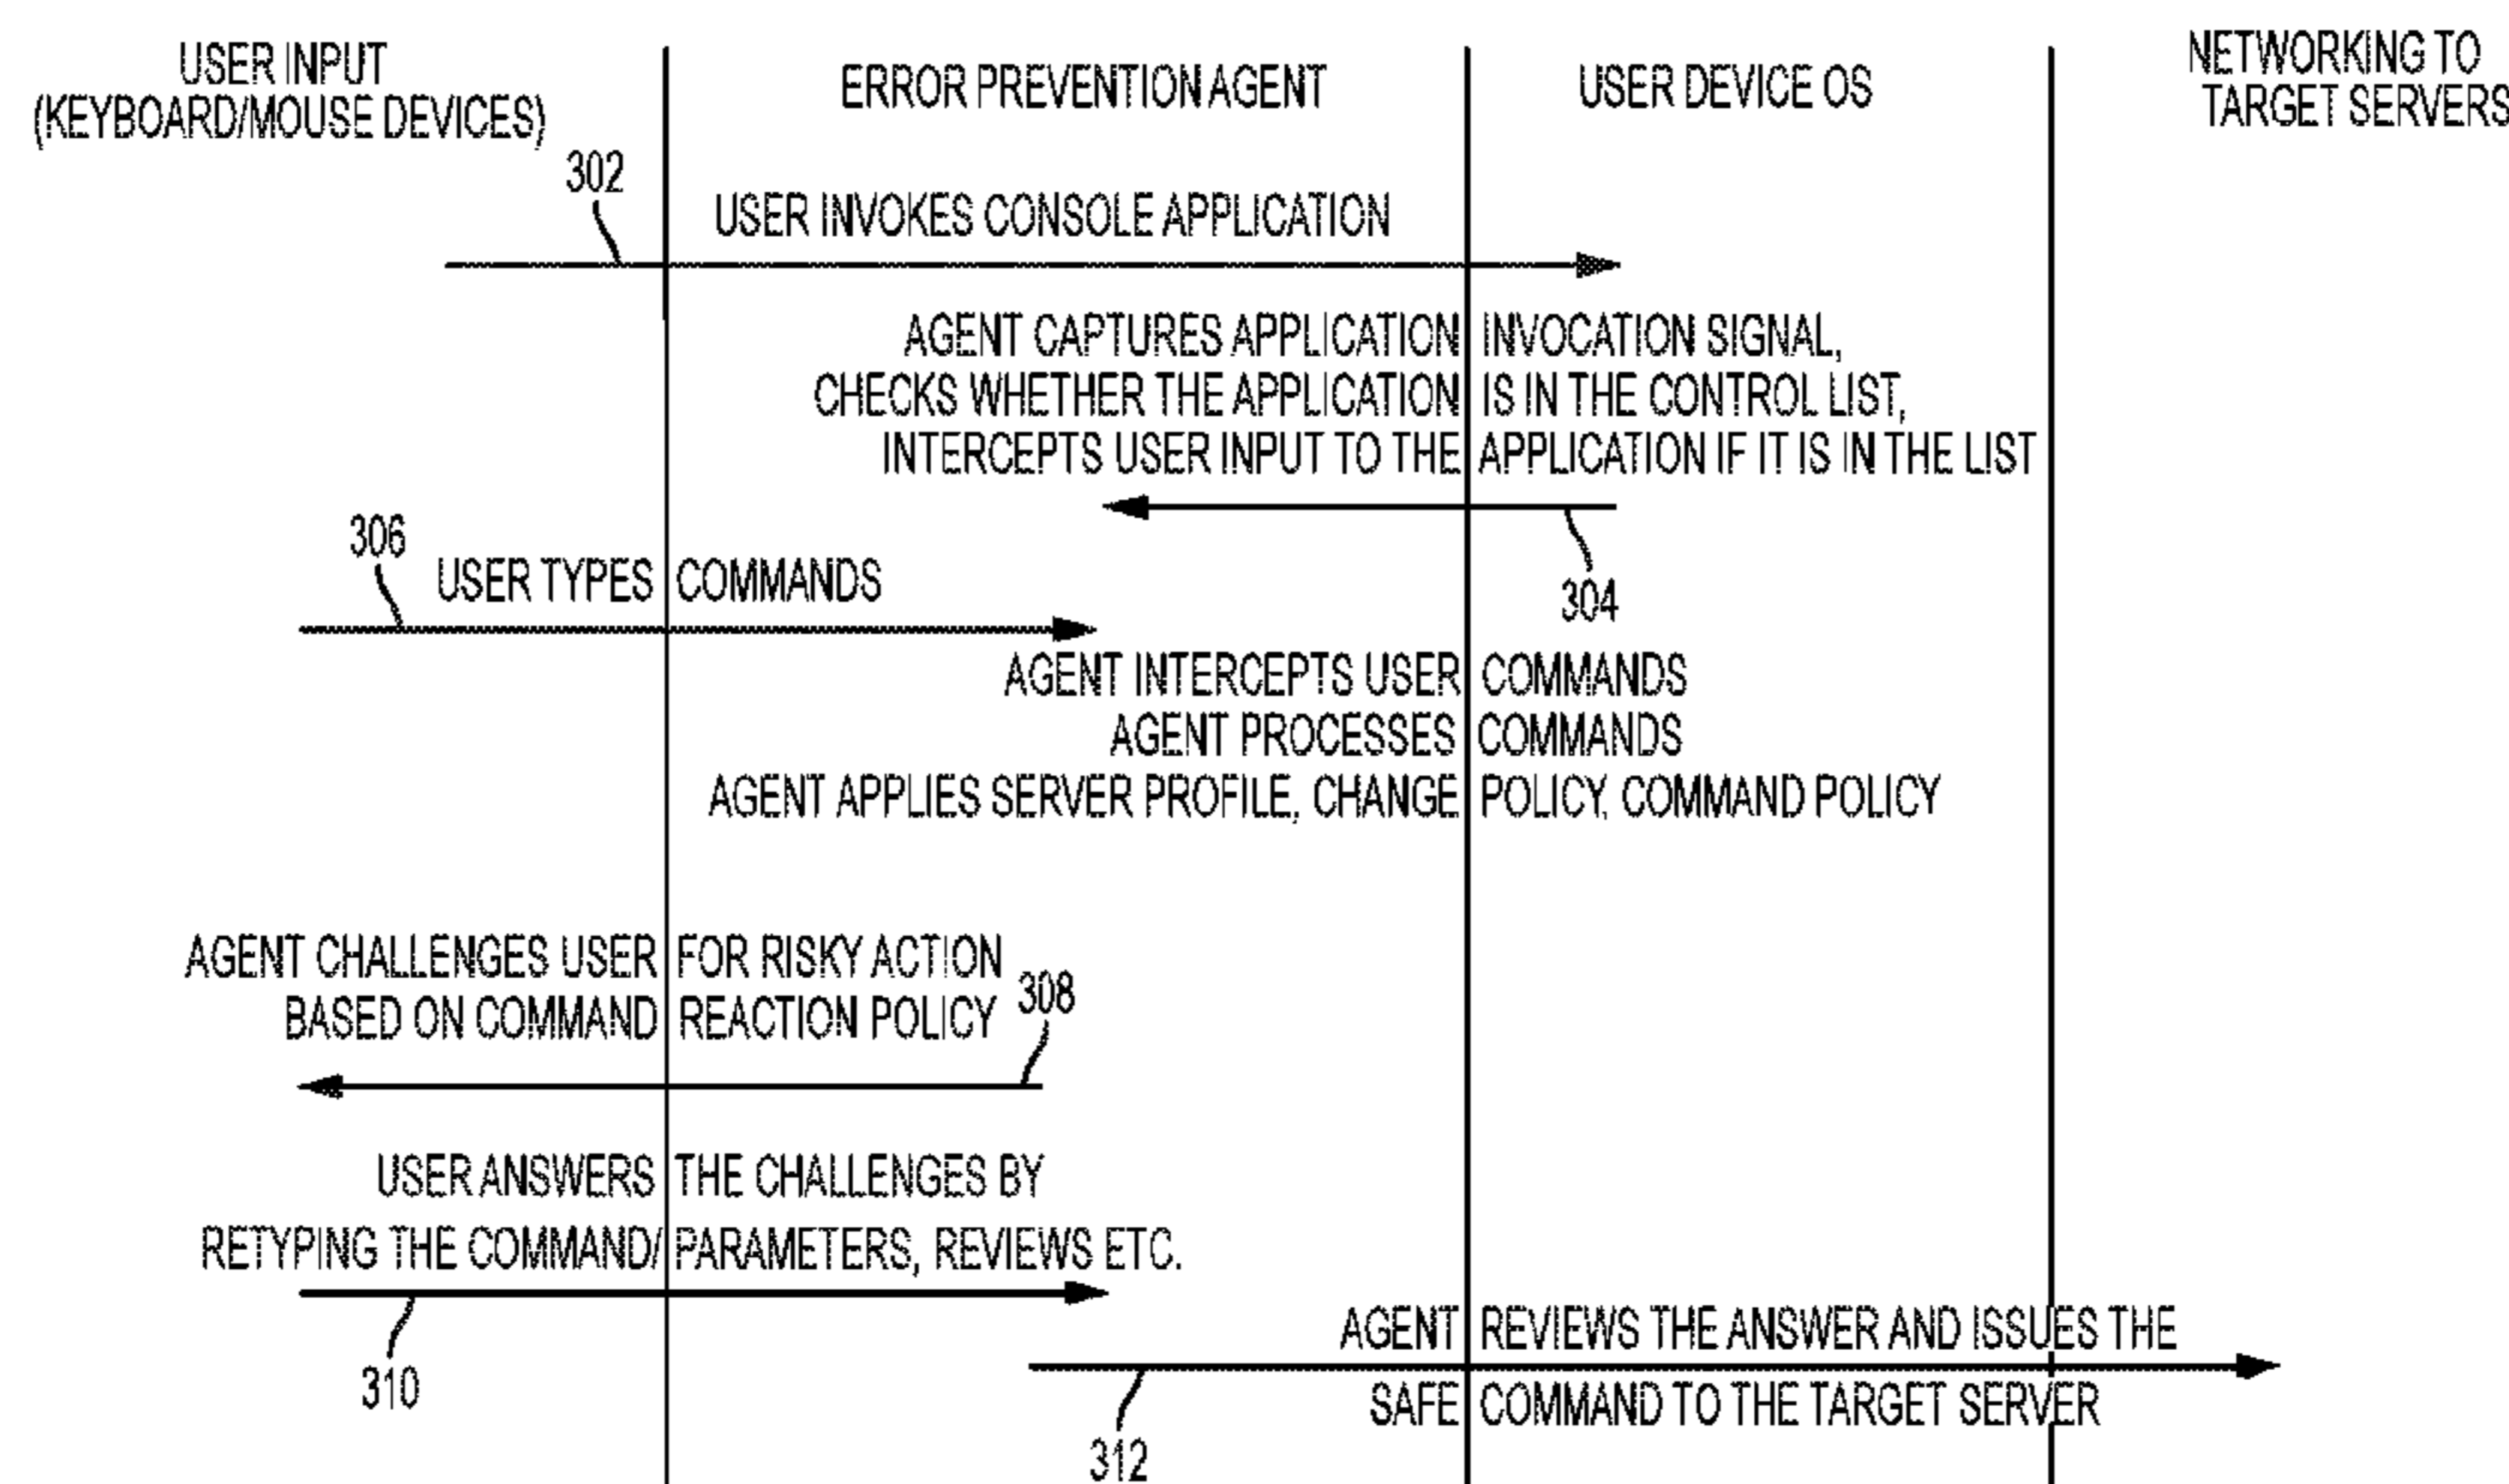 USER INPUT
(KEYBOARD/MOUSE DEVICES)
ERROR PREVENTION AGENT
USER DEVICE OS
NETWORKING TO
TARGET SERVERS
302
USER INVOKES CONSOLE APPLICATION
AGENT CAPTURES APPLICATION INVOCATION SIGNAL,
CHECKS WHETHER THE APPLICATION IS IN THE CONTROL LIST,
INTERCEPTS USER INPUT TO THE APPLICATION IF IT IS IN THE LIST
304
306
USER TYPES COMMANDS
AGENT INTERCEPTS USER COMMANDS
AGENT PROCESSES COMMANDS
AGENT APPLIES SERVER PROFILE, CHANGE POLICY, COMMAND POLICY
AGENT CHALLENGES USER FOR RISKY ACTION
BASED ON COMMAND REACTION POLICY
308
USER ANSWERS THE CHALLENGES BY
RETYPING THE COMMAND/ PARAMETERS, REVIEWS ETC.
310
AGENT REVIEWS THE ANSWER AND ISSUES THE
SAFE COMMAND TO THE TARGET SERVER
312